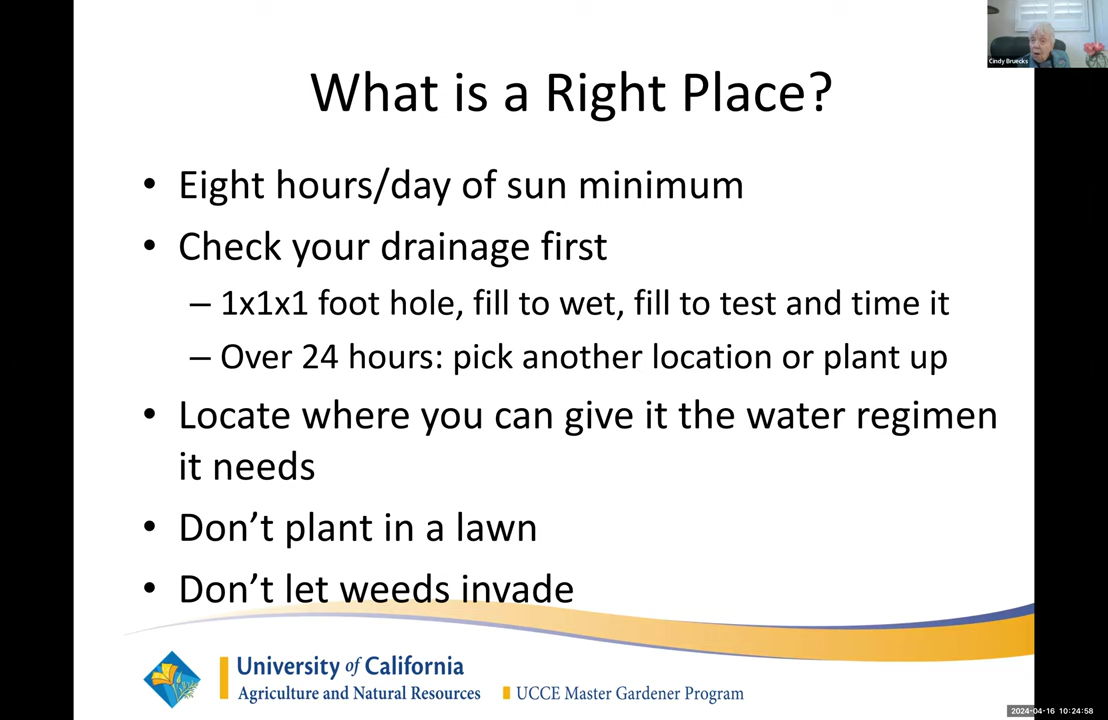 Cindy Bruecks
What is a Right Place?
• Eight hours/day of sun minimum
• Check your drainage first
– 1x1x1 foot hole, fill to wet, fill to test and time it
– Over 24 hours: pick another location or plant up
• Locate where you can give it the water regimen
it needs
• Don’t plant in a lawn
• Don’t let weeds invade
University of California
Agriculture and Natural Resources
UCCE Master Gardener Program
2024-04-16 10:24:58